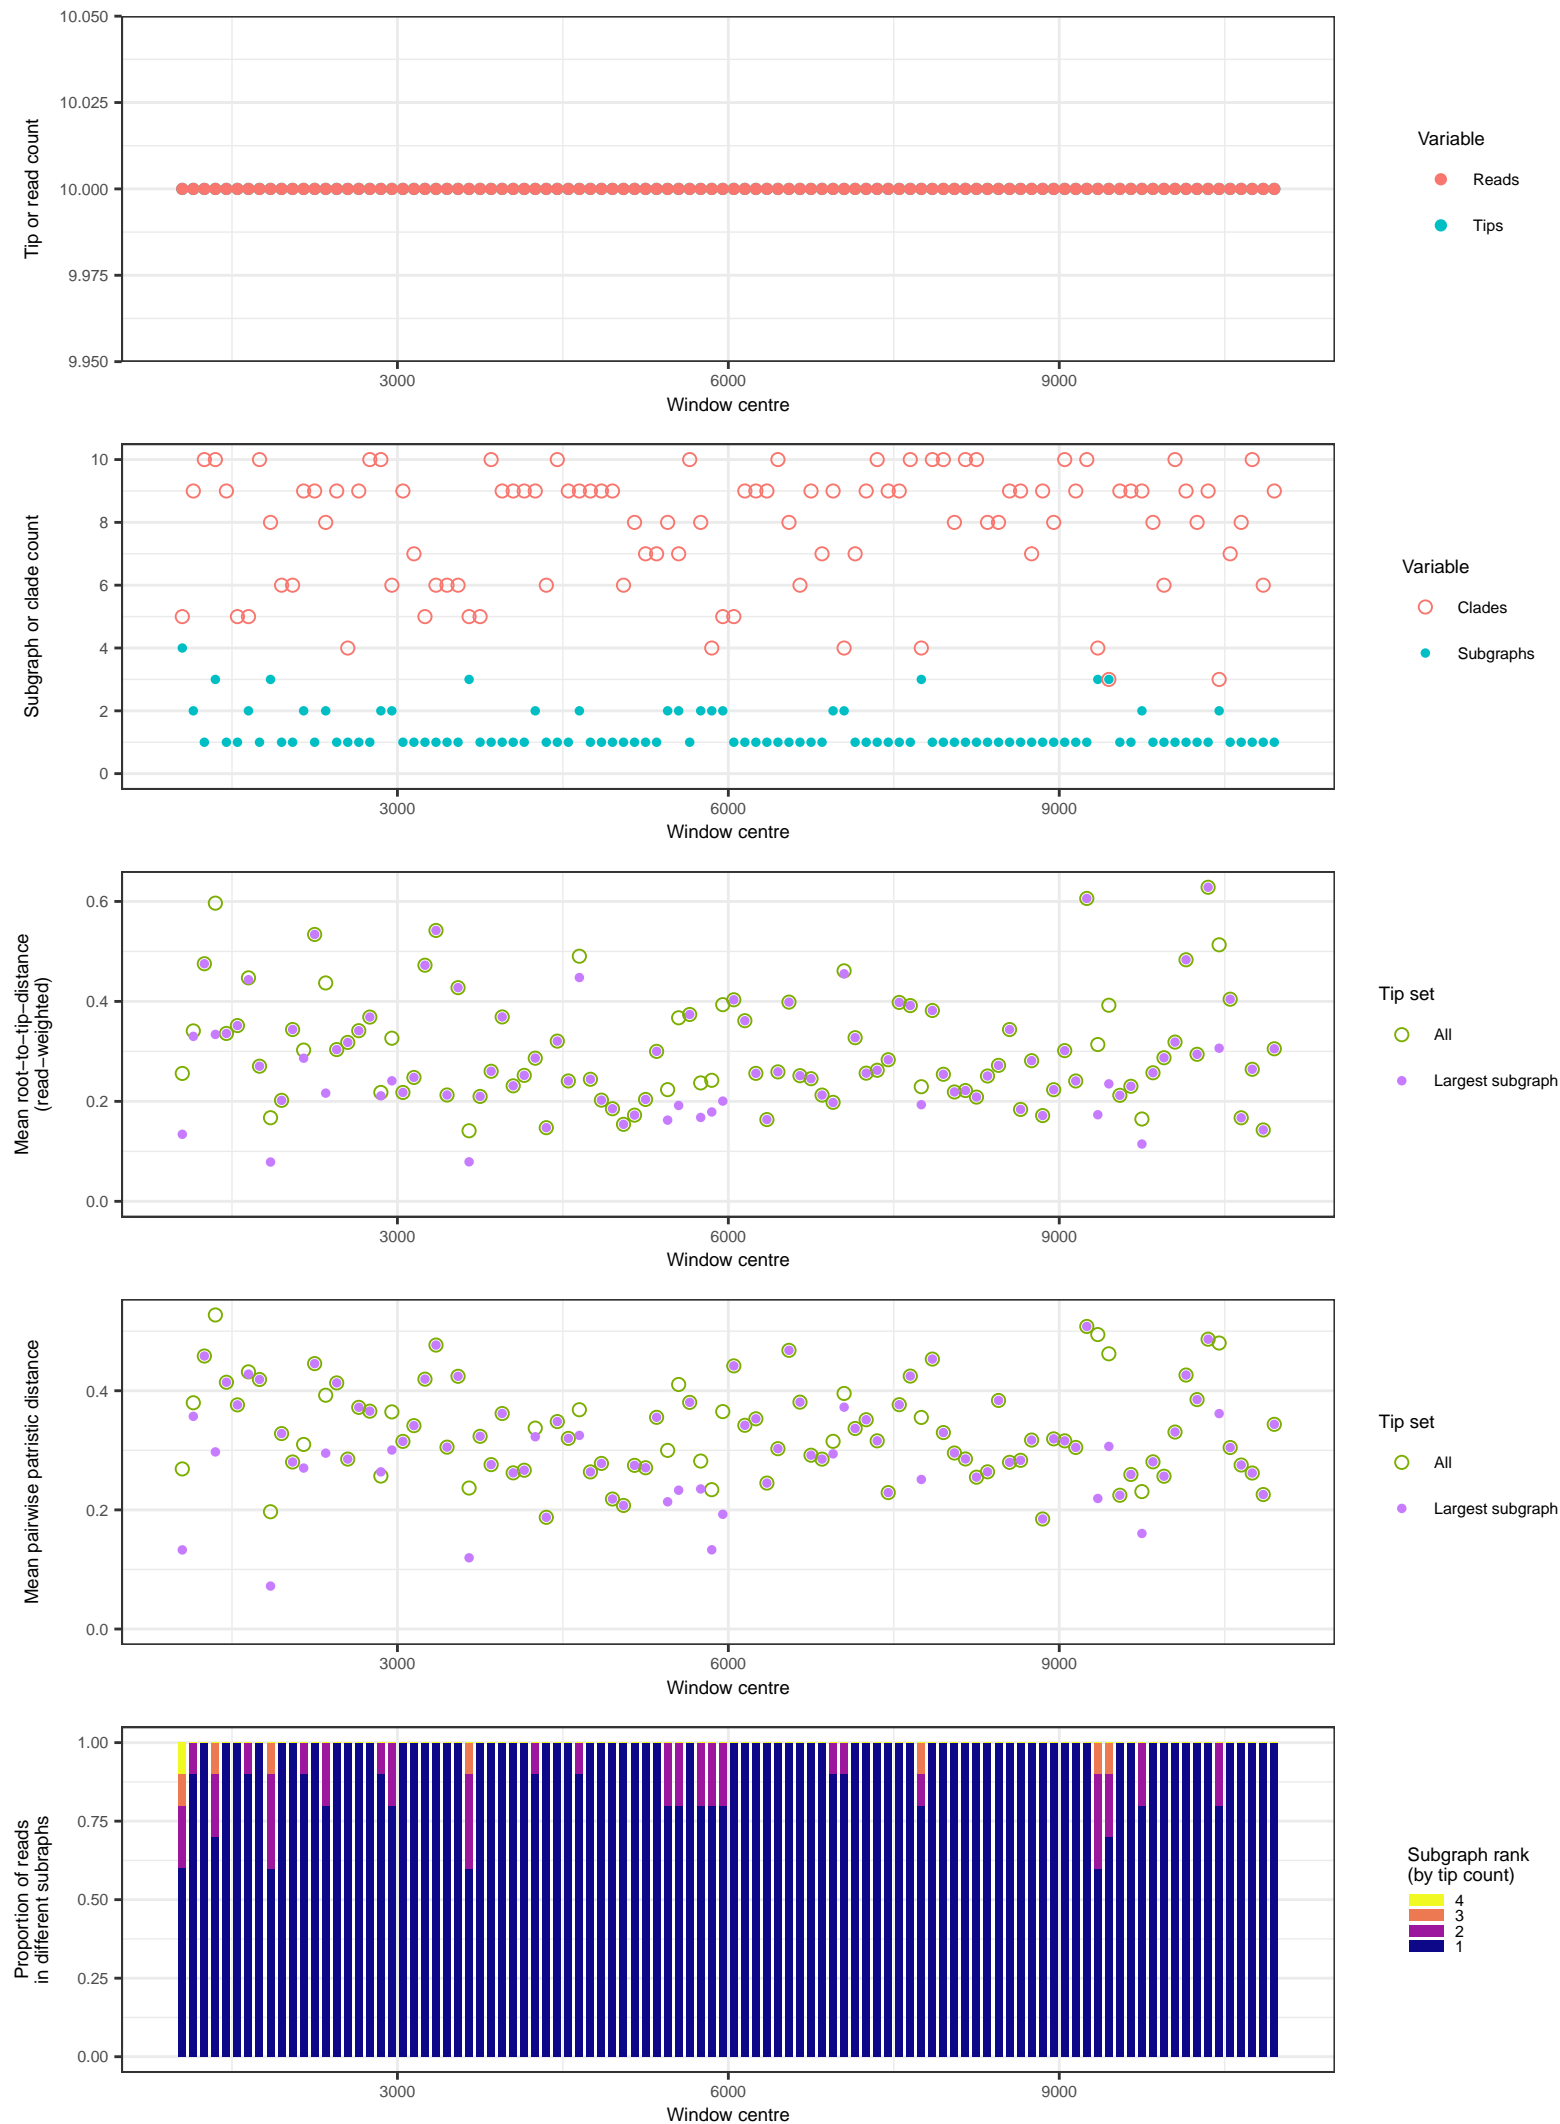 10.050
10.025
10.000
9.975
9.950
Tip or read count
3000
6000
9000
Window centre
Variable
Reads
Tips
10
8
6
4
2
0
Subgraph or clade count
3000
6000
9000
Window centre
Variable
Clades
Subgraphs
0.6
0.4
0.2
0.0
Mean root−to−tip−distance
(read−weighted)
3000
6000
9000
Window centre
Tip set
All
Largest subgraph
0.4
0.2
0.0
Mean pairwise patristic distance
3000
6000
9000
Window centre
Tip set
All
Largest subgraph
1.00
0.75
0.50
0.25
0.00
Proportion of reads
in different subraphs
3000
6000
9000
Window centre
Subgraph rank
(by tip count)
4
3
2
1